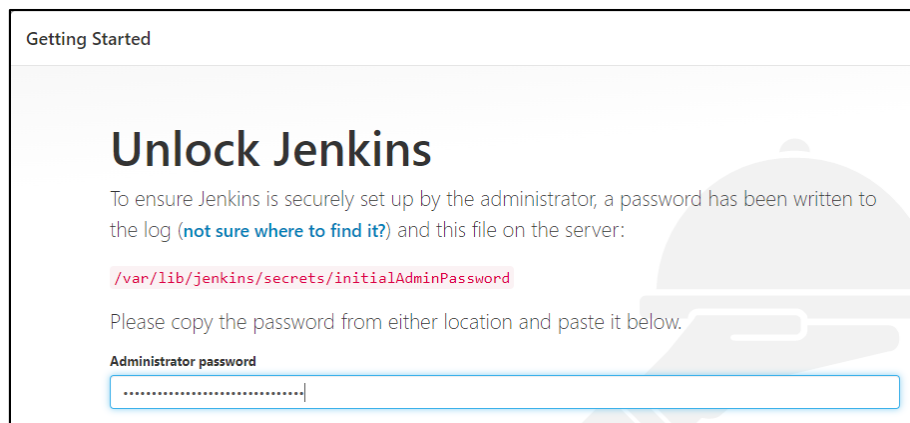 Getting Started
Unlock Jenkins
To ensure Jenkins is securely set up by the administrator, a password has been written to
the log (not sure where to find it?) and this file on the server:
/var/lib/jenkins/secrets/initialAdminPassword
Please copy the password from either location and paste it below.
Administrator password
••••••••••••••••••••••••••••••••